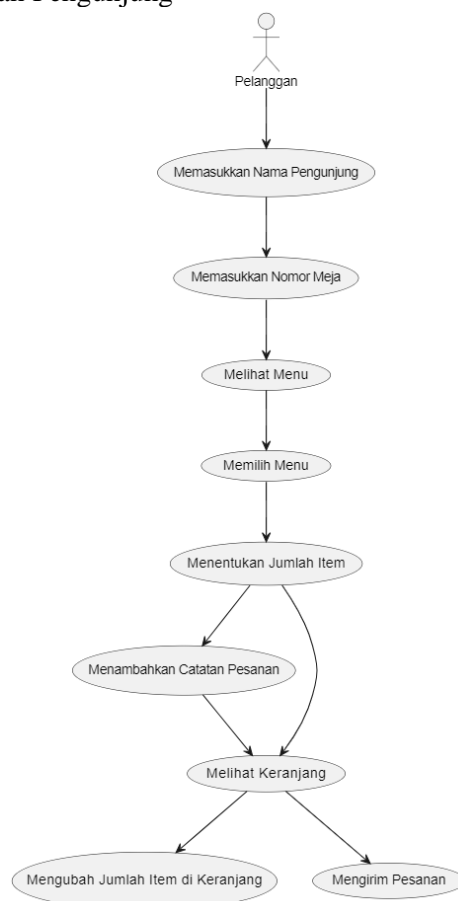 Pengunjung
Pelanggan
Memasukkan Nama Pengunjung
Memasukkan Nomor Meja
Melihat Menu
Memilih Menu
Menentukan Jumlah Item
Menambahkan Catatan Pesanan
Melihat Keranjang
Mengubah Jumlah Item di Keranjang
Mengirim Pesanan